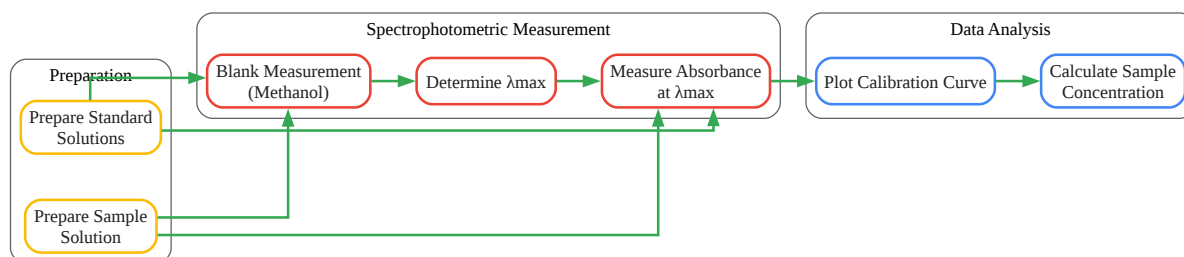 Preparation
Prepare Standard
Solutions
Prepare Sample
Solution
Spectrophotometric Measurement
Blank Measurement
(Methanol)
Determine λmax
Measure Absorbance
at λmax
Data Analysis
Plot Calibration Curve
Calculate Sample
Concentration